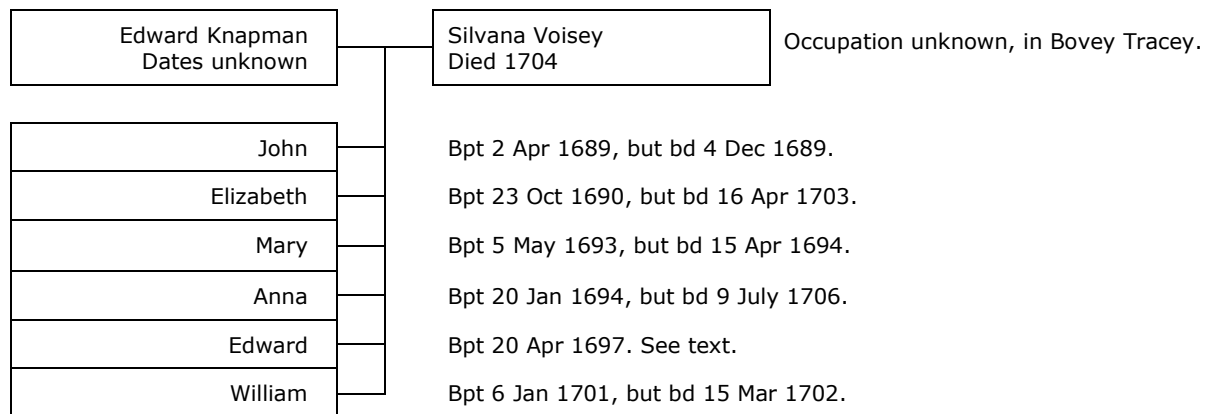 Edward Knapman
Dates unknown
Silvana Voisey
Died 1704
Occupation unknown, in Bovey Tracey.
John
Bpt 2 Apr 1689, but bd 4 Dec 1689.
Elizabeth
Bpt 23 Oct 1690, but bd 16 Apr 1703.
Mary
Bpt 5 May 1693, but bd 15 Apr 1694.
Anna
Bpt 20 Jan 1694, but bd 9 July 1706.
Edward
Bpt 20 Apr 1697. See text.
William
Bpt 6 Jan 1701, but bd 15 Mar 1702.